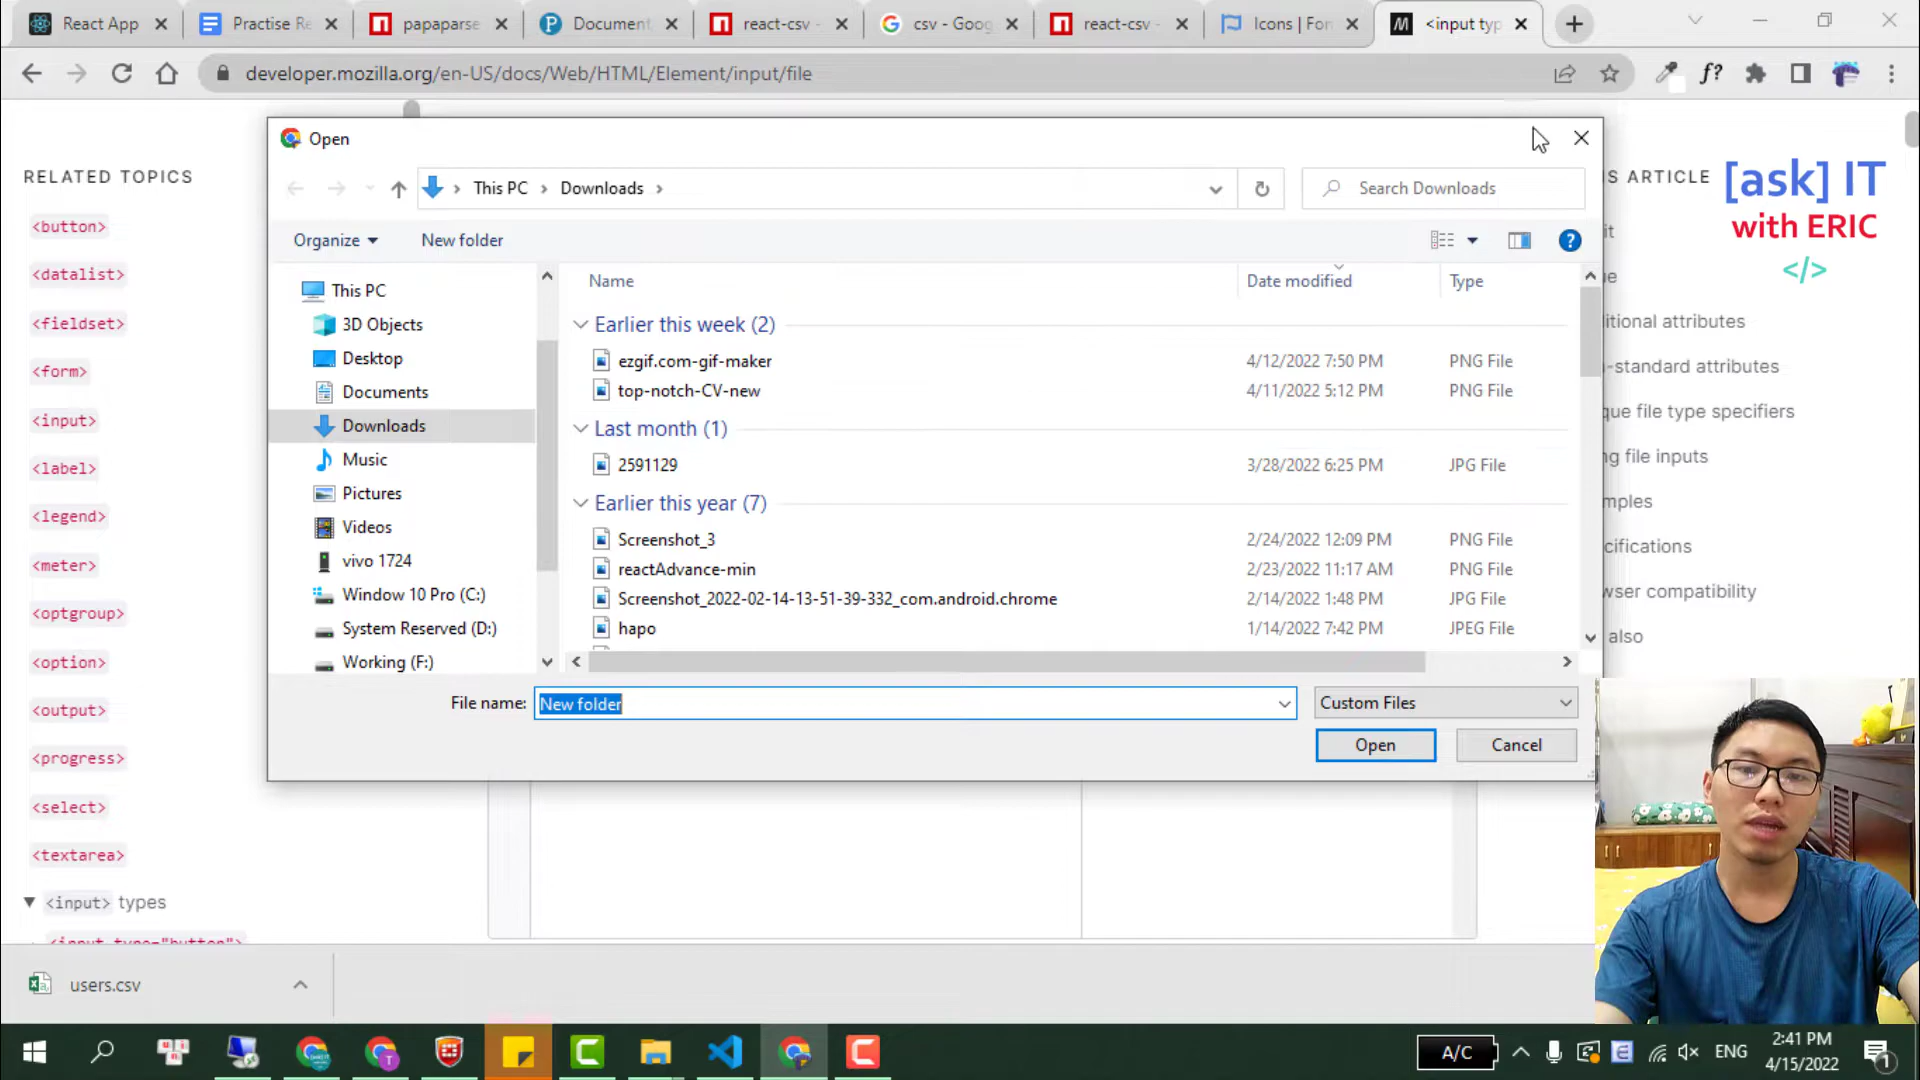 React App
Practise Re
papaparse
Document
react-csv -
csv - Goog
react-csv -
Icons | Fon
<input typ
developer.mozilla.org/en-US/docs/Web/HTML/Element/input/file
f?
Open
This PC
Downloads
Search Downloads
Organize
New folder
RELATED TOPICS
<button>
<datalist>
<fieldset>
<form>
<input>
<label>
<legend>
<meter>
<optgroup>
<option>
<output>
<progress>
<select>
<textarea>
<input> types
<input type="button">
This PC
3D Objects
Desktop
Documents
Downloads
Music
Pictures
Videos
vivo 1724
Window 10 Pro (C:)
System Reserved (D:)
Working (F:)
Name Date modified Type
Earlier this week (2)
ezgif.com-gif-maker 4/12/2022 7:50 PM PNG File
top-notch-CV-new 4/11/2022 5:12 PM PNG File
Last month (1)
2591129 3/28/2022 6:25 PM JPG File
Earlier this year (7)
Screenshot_3 2/24/2022 12:09 PM PNG File
reactAdvance-min 2/23/2022 11:17 AM PNG File
Screenshot_2022-02-14-13-51-39-332_com.android.chrome 2/14/2022 1:48 PM JPG File
hapo 1/14/2022 7:42 PM JPEG File
File name: New folder
Custom Files
Open
Cancel
S ARTICLE
[ask] IT
with ERIC
</>
it
e
itional attributes
-standard attributes
que file type specifiers
ng file inputs
mples
cifications
wser compatibility
also
users.csv
A/C
ENG
2:41 PM
4/15/2022
1